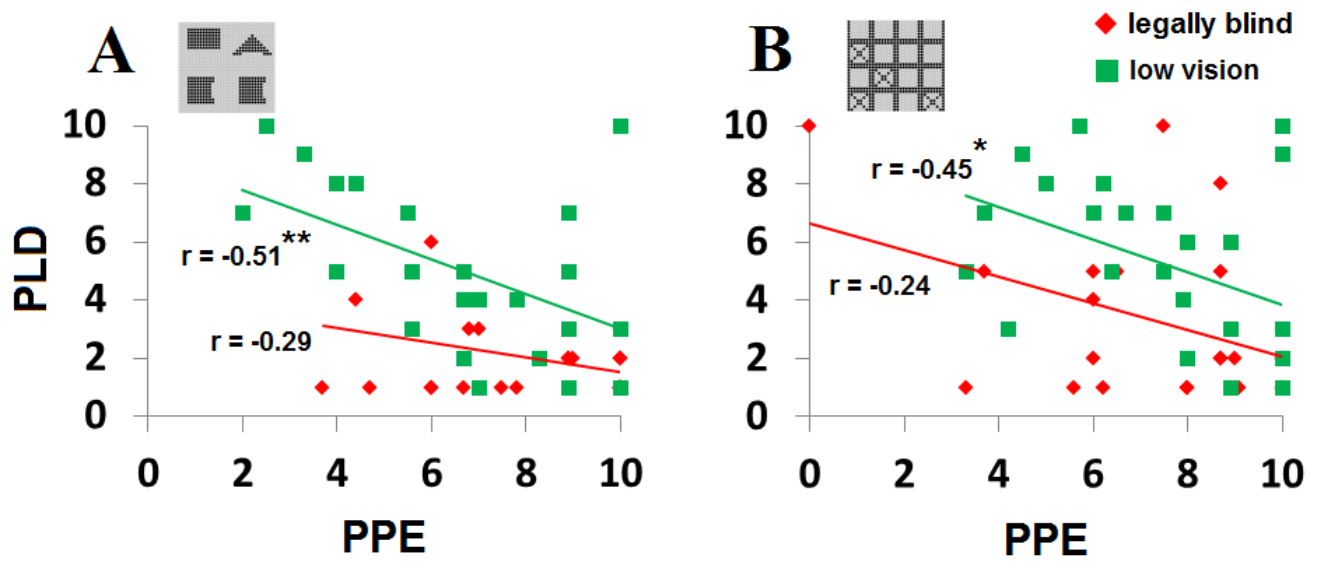 A
B
legally blind
low vision
10
8
6
4
2
0
PLD
r = -0.51**
r = -0.29
0 2 4 6 8 10
PPE
10
8
6
4
2
0
r = -0.45*
r = -0.24
0 2 4 6 8 10
PPE